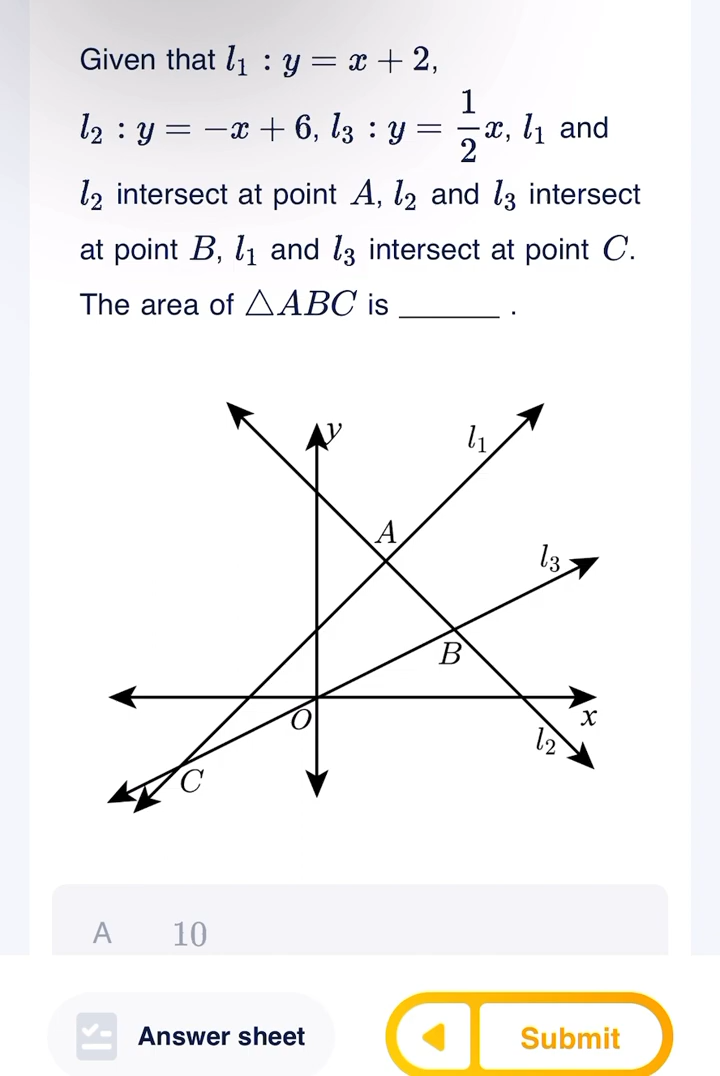 Given that l₁ : y = x + 2,
l₂ : y = −x + 6, l₃ : y = 1/2 x, l₁ and
l₂ intersect at point A, l₂ and l₃ intersect
at point B, l₁ and l₃ intersect at point C.
The area of △ABC is ______ .
y
l₁
A
l₃
B
O
x
l₂
C
A 10
Answer sheet
Submit